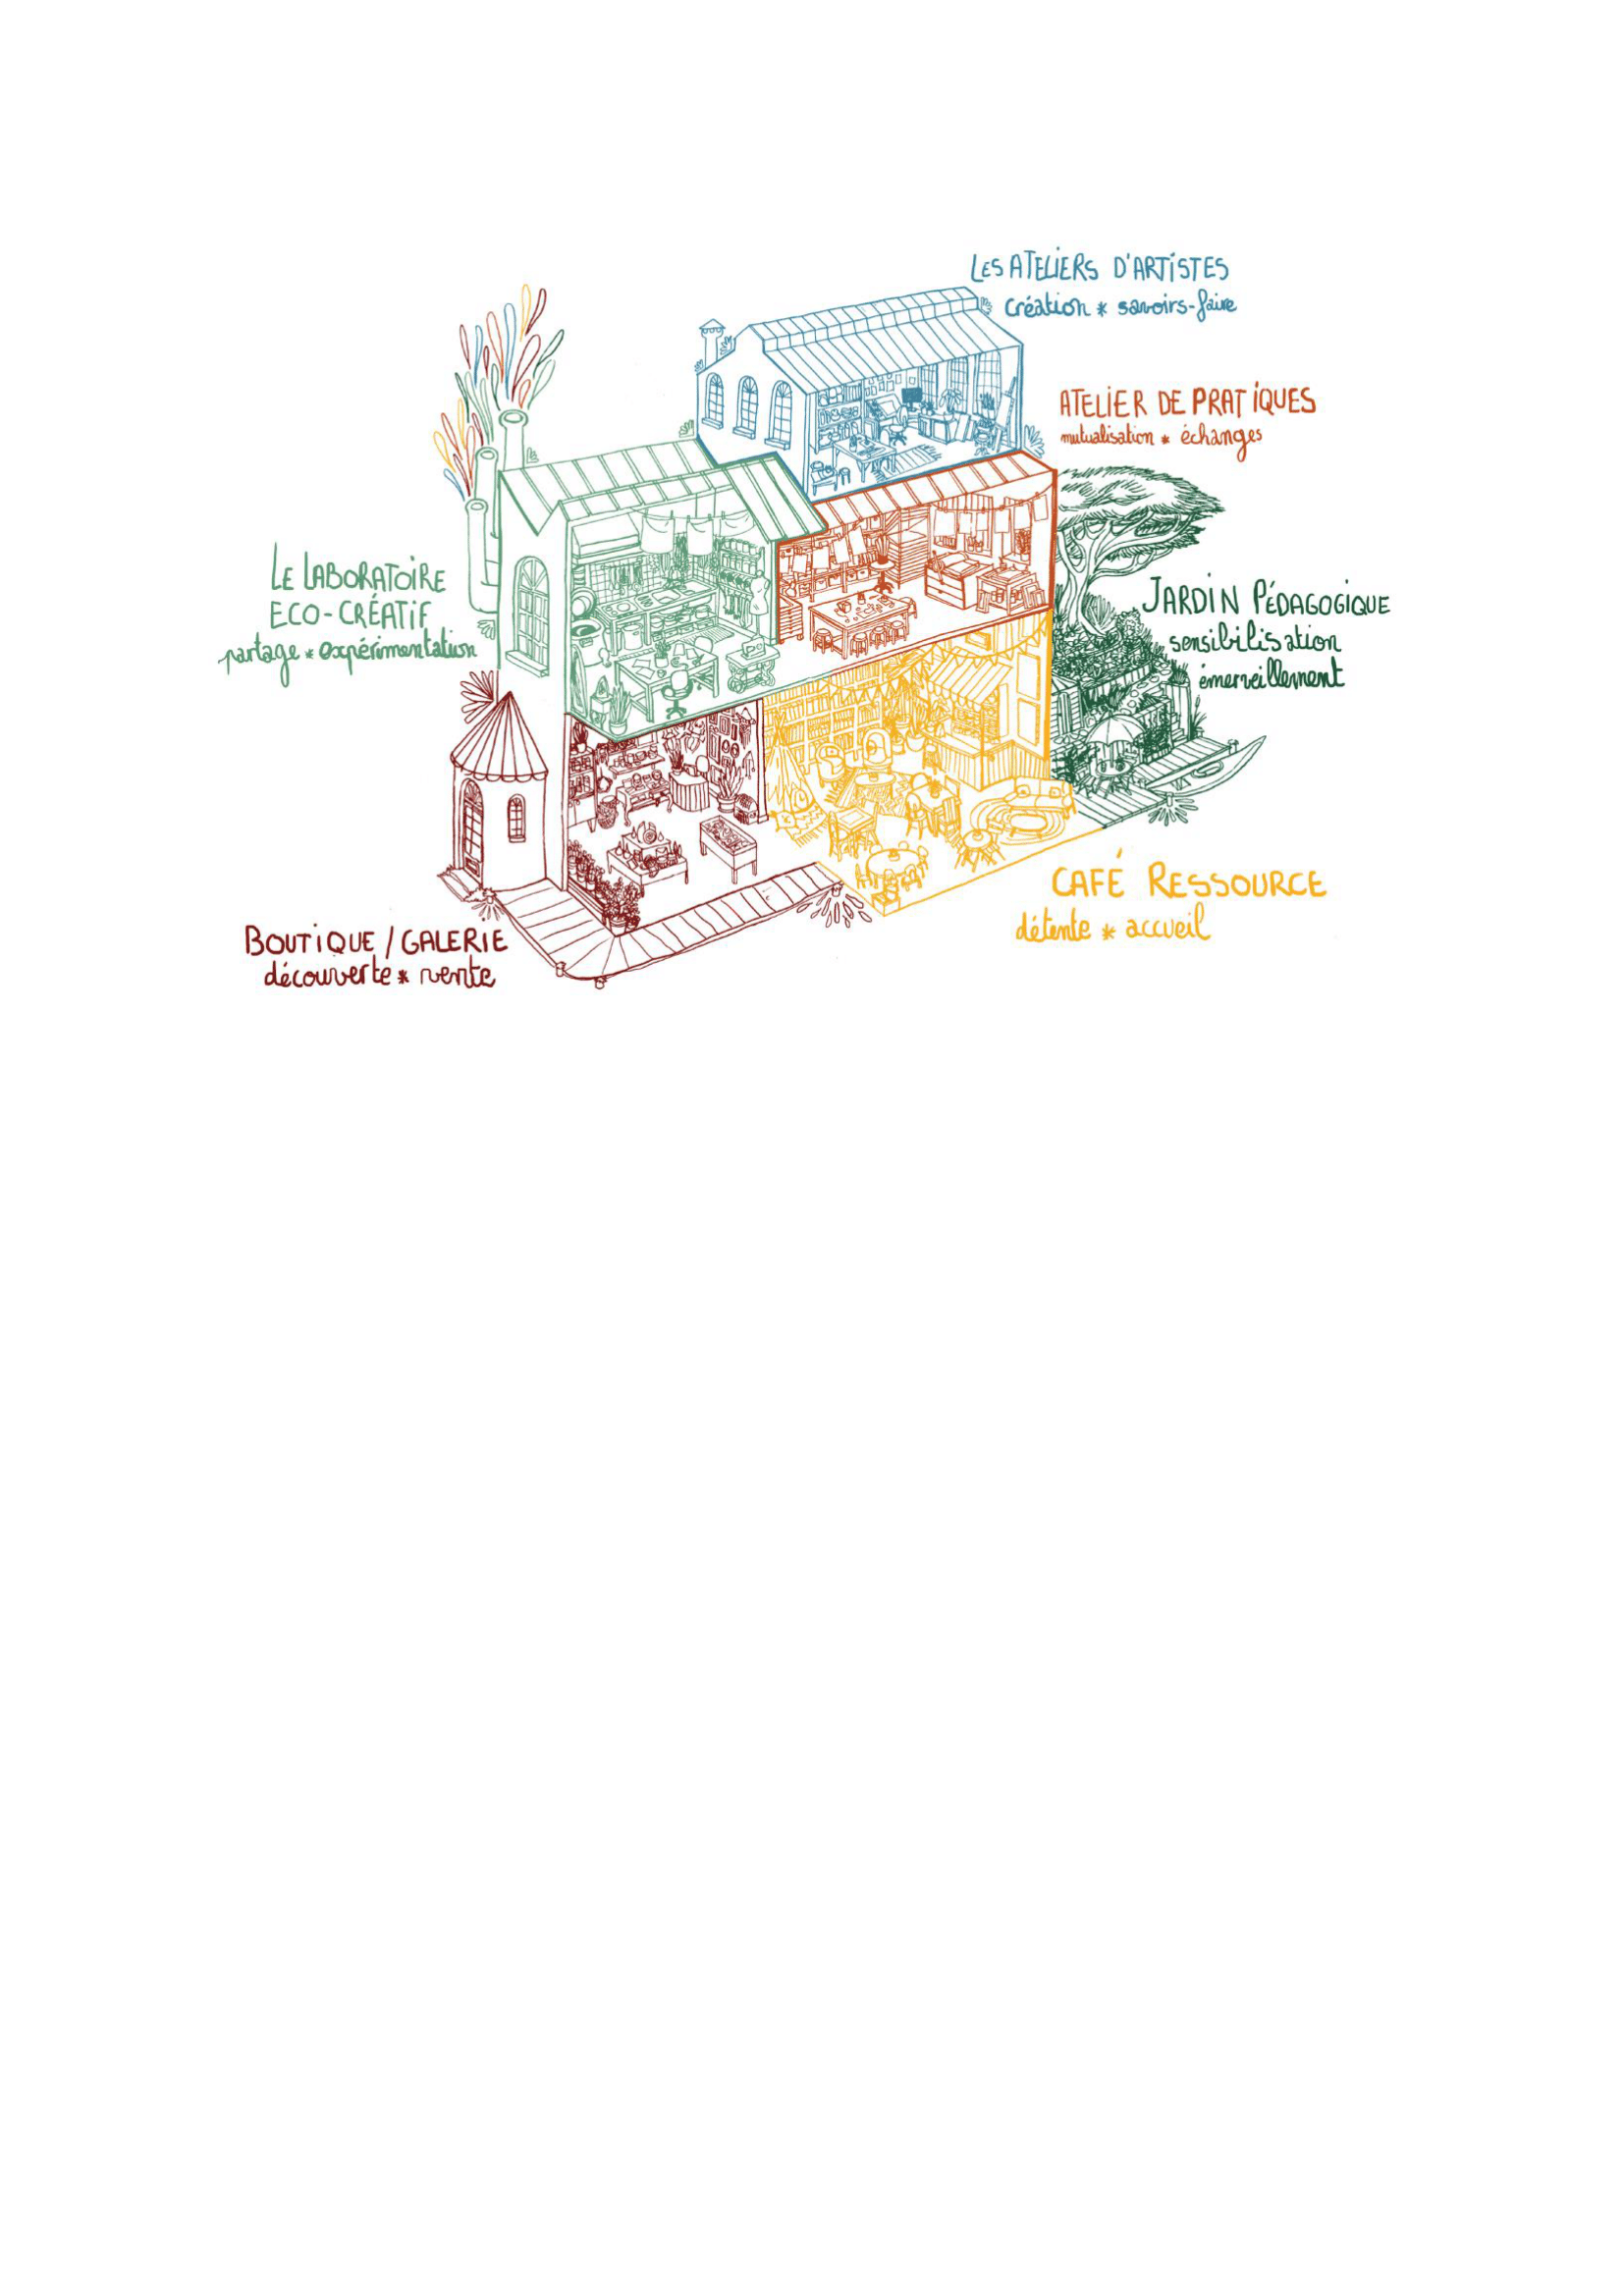 LES ATELIERS D'ARTISTES
création * savoirs-faire
ATELIER DE PRATIQUES
mutualisation * échanges
LE LABORATOIRE
ECO-CRÉATIF
partage * expérimentation
JARDIN PÉDAGOGIQUE
sensibilisation
émerveillement
CAFÉ RESSOURCE
détente * accueil
BOUTIQUE / GALERIE
découverte * vente